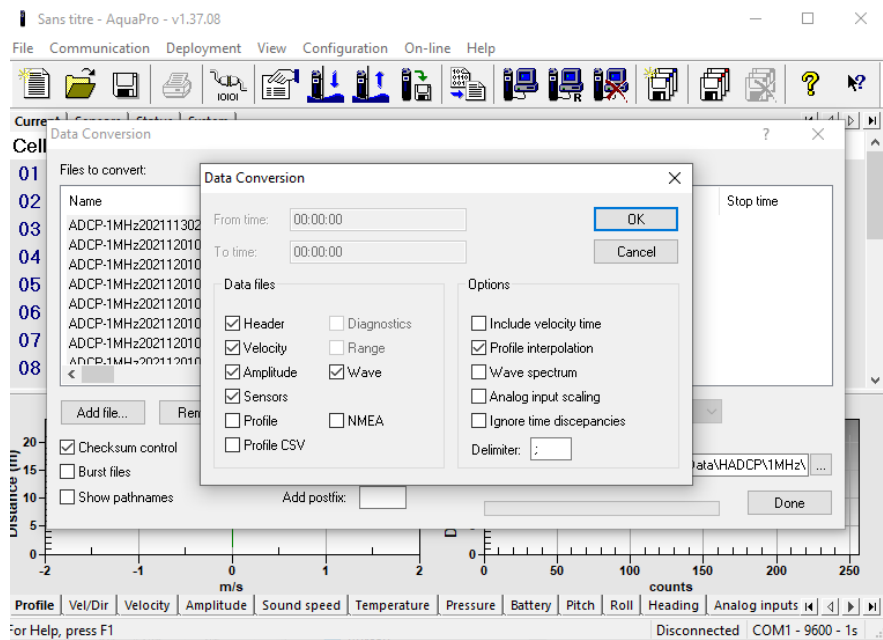 Sans titre - AquaPro - v1.37.08
File Communication Deployment View Configuration On-line Help
Data Conversion
Cell
01
02
03
04
05
06
07
08
Files to convert:
Name
Stop time
ADCP-1MHz202111302
ADCP-1MHz202112010
ADCP-1MHz202112010
ADCP-1MHz202112010
ADCP-1MHz202112010
ADCP-1MHz202112010
ADCP-1MHz202112010
ADCP-1MHz202112010
Add file...
Checksum control
Burst files
Show pathnames
Add postfix:
Data\HADCP\1MHz\
...
Done
Data Conversion
From time: 00:00:00
To time: 00:00:00
OK
Cancel
Data files
Header
Diagnostics
Velocity
Range
Amplitude
Wave
Sensors
Profile
NMEA
Profile CSV
Options
Include velocity time
Profile interpolation
Wave spectrum
Analog input scaling
Ignore time discepancies
Delimiter: ;
Distance (m)
20
15
10
5
0
-2 -1 0 1 2
m/s
0
0 50 100 150 200 250
counts
Profile Vel/Dir Velocity Amplitude Sound speed Temperature Pressure Battery Pitch Roll Heading Analog inputs
For Help, press F1
Disconnected COM1 - 9600 - 1s